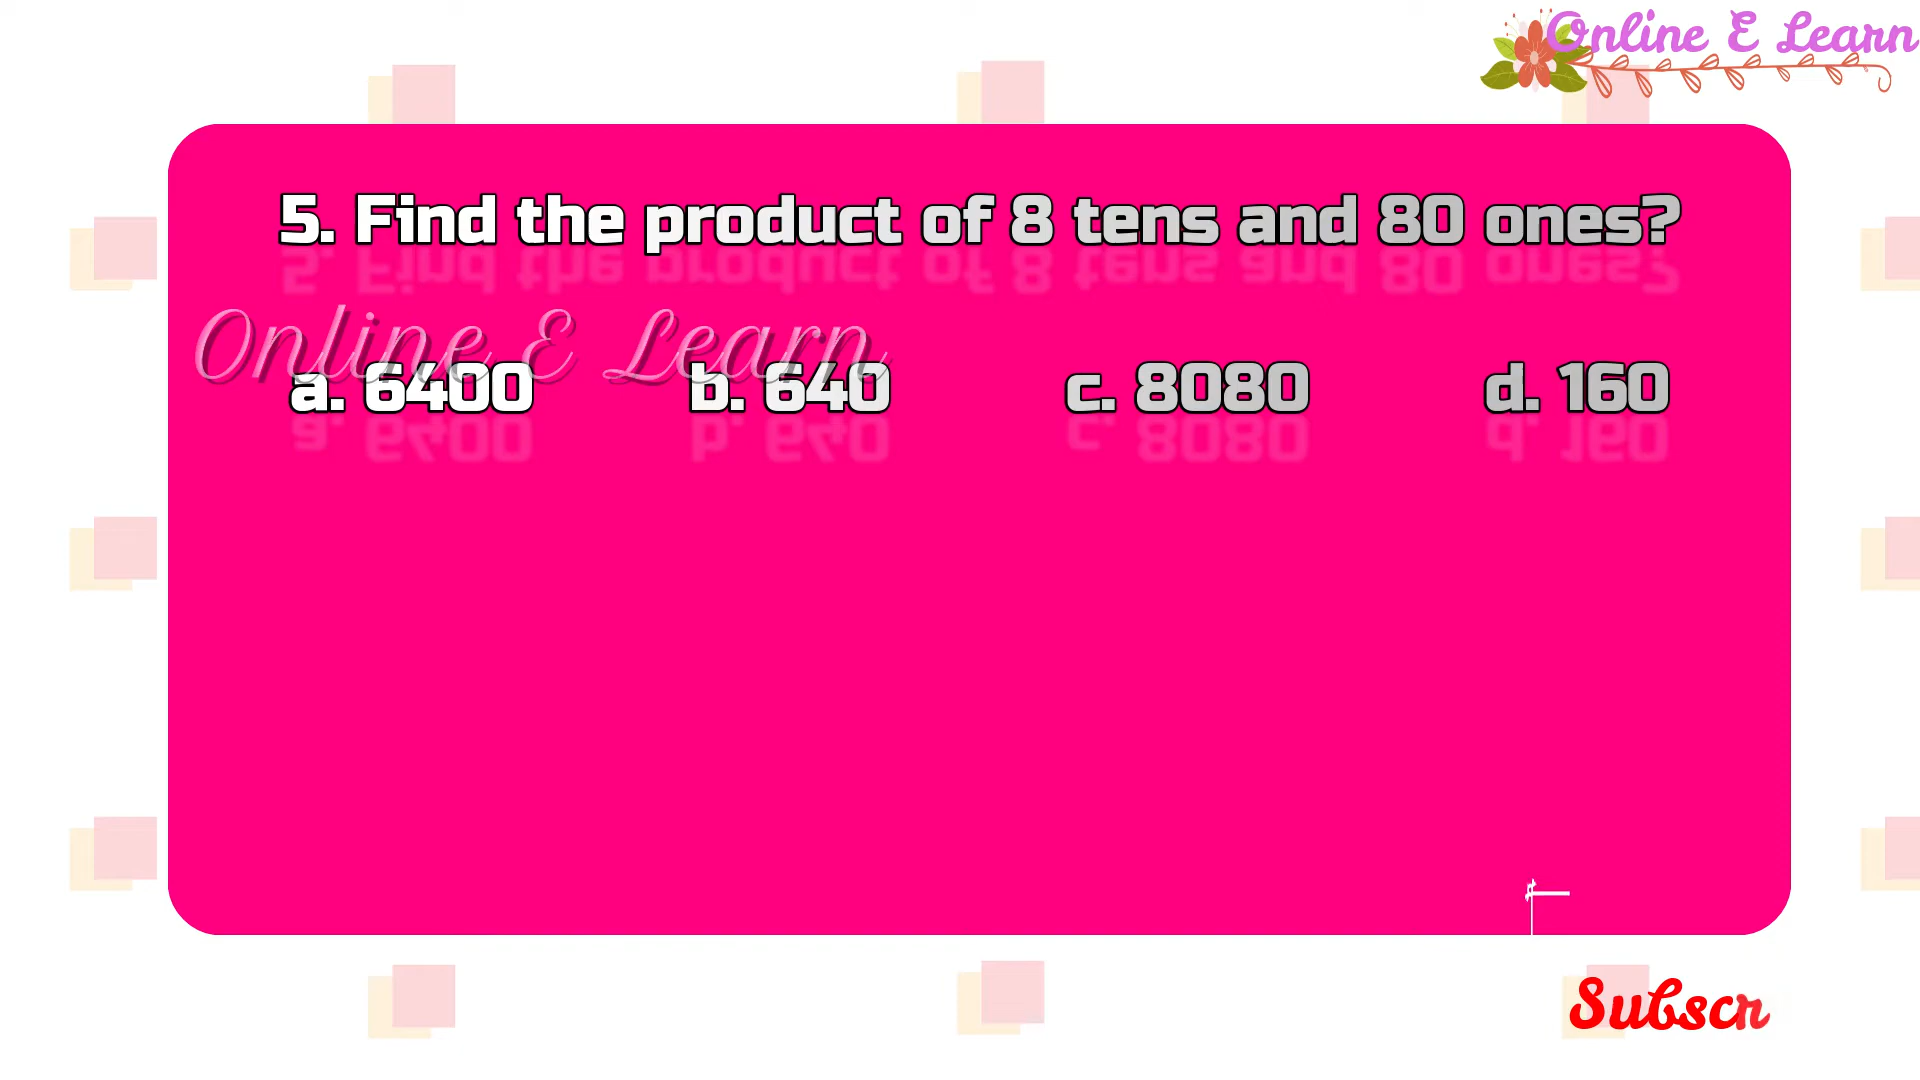 Online E Learn
5. Find the product of 8 tens and 80 ones?
Online E Learn
a. 6400 b. 640 c. 8080 d. 160
Subscr